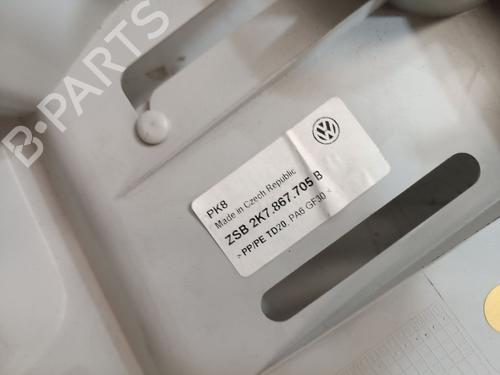 B-PARTS
PK8
Made in Czech Republic
ZSB 2K7.867.705 B
> PP/PE TD20, PA6 GF30 <